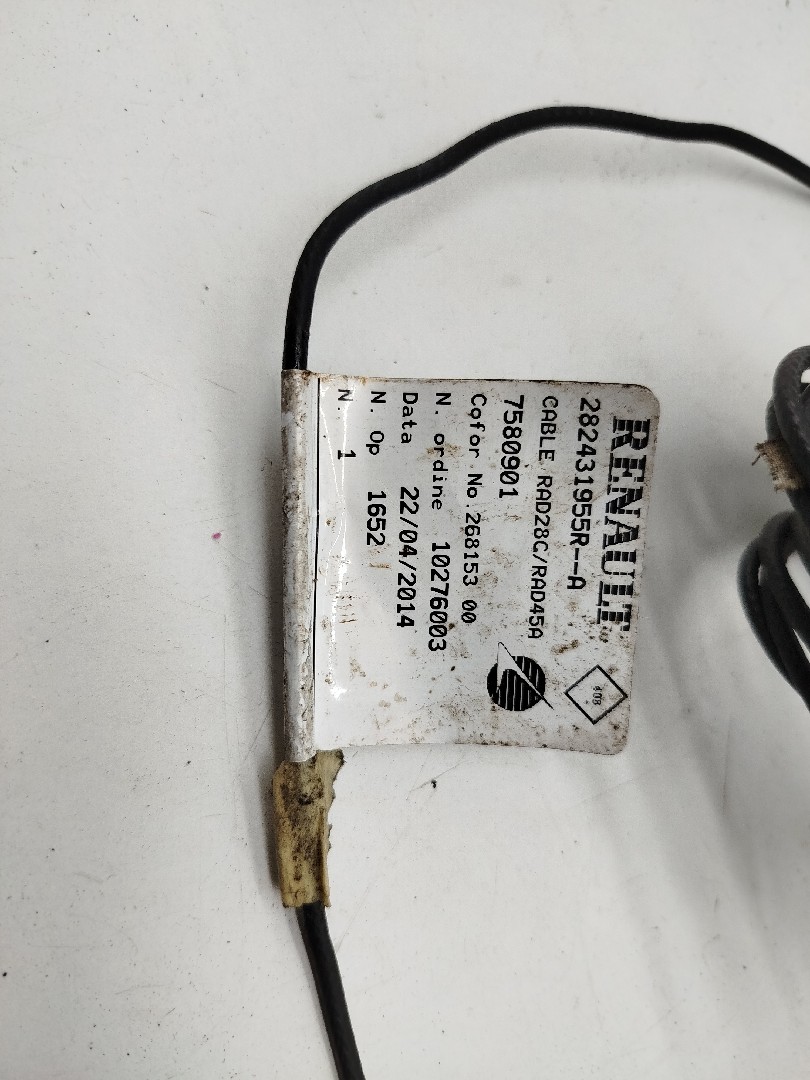 RENAULT
282431955R--A
CABLE RAD28C/RAD45A
7580901
Cofor No.268153 00
N. ordine 10276003
Data 22/04/2014
N. Op 1652
N. 1